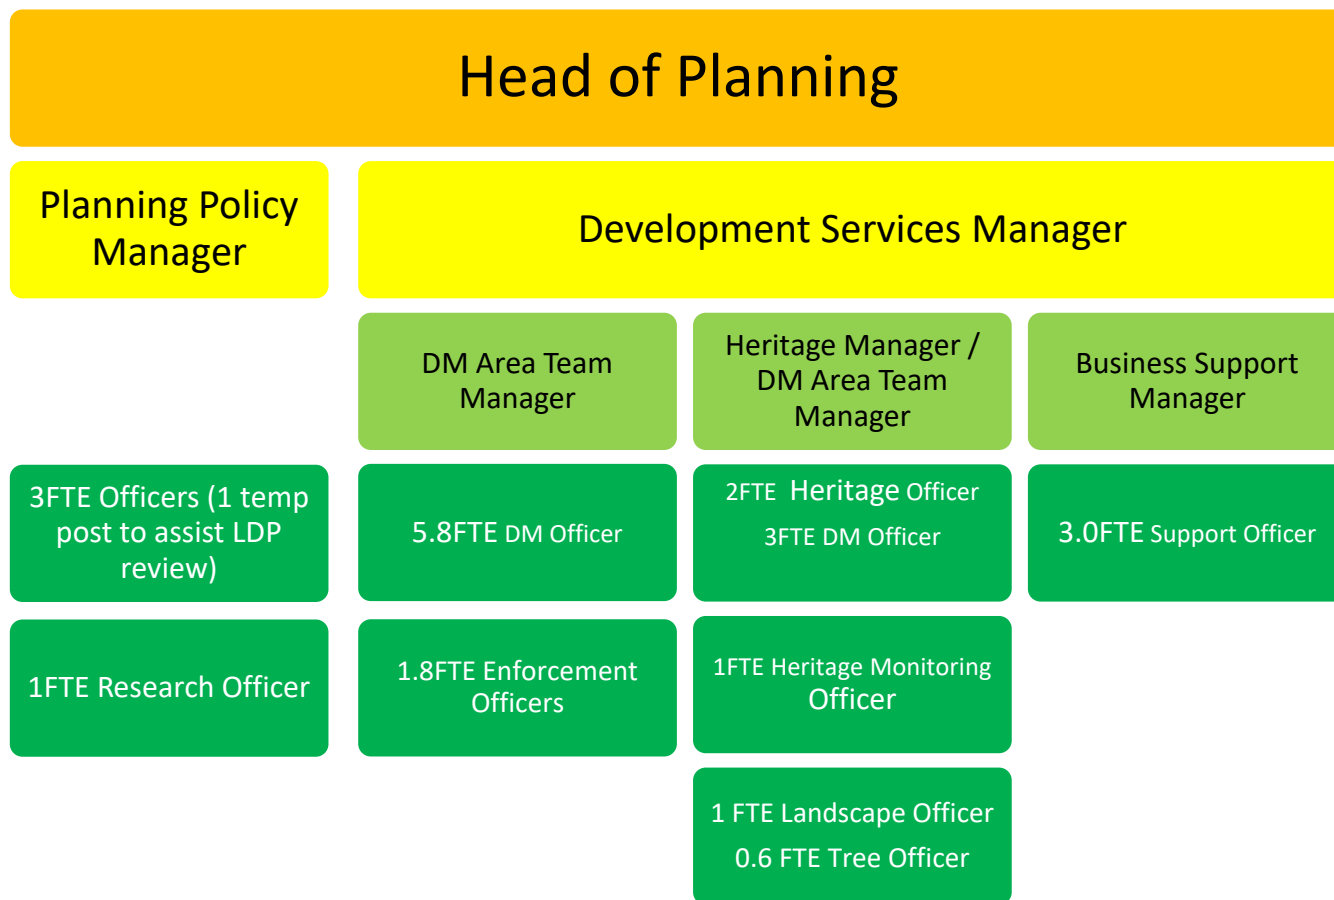 Head of Planning
Planning Policy
Manager
Development Services Manager
DM Area Team
Manager
Heritage Manager /
DM Area Team
Manager
Business Support
Manager
3FTE Officers (1 temp
post to assist LDP
review)
5.8FTE DM Officer
2FTE Heritage Officer
3FTE DM Officer
3.0FTE Support Officer
1FTE Research Officer
1.8FTE Enforcement
Officers
1FTE Heritage Monitoring
Officer
1 FTE Landscape Officer
0.6 FTE Tree Officer